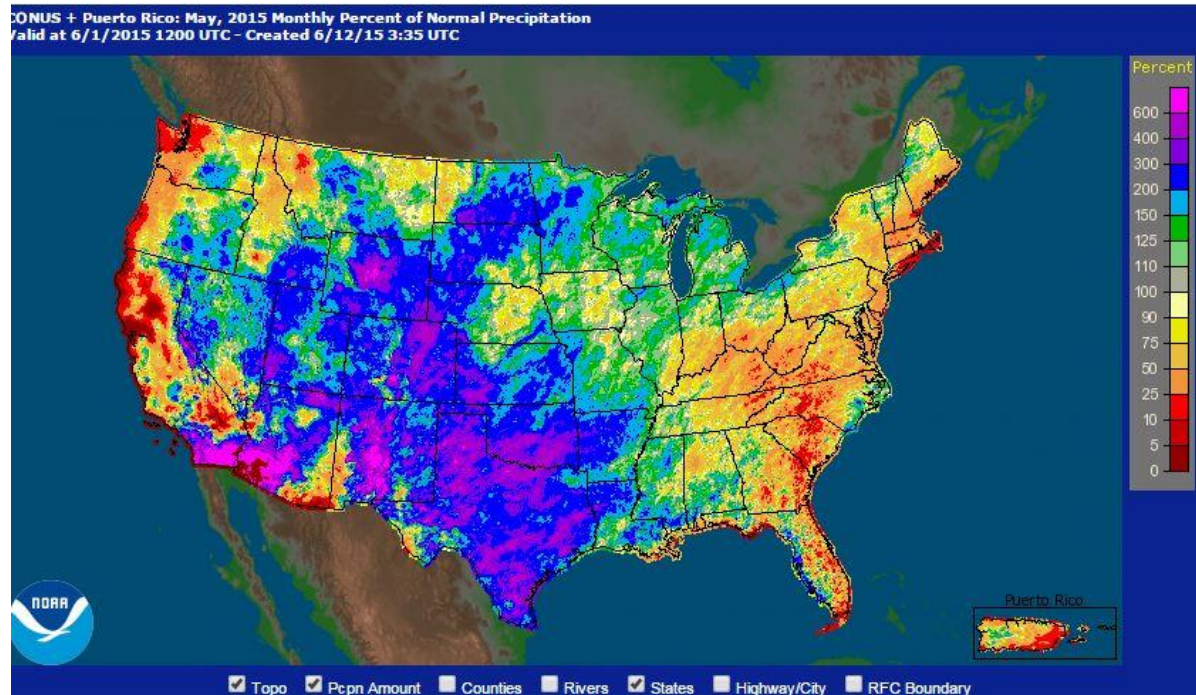 CONUS + Puerto Rico: May, 2015 Monthly Percent of Normal Precipitation
Valid at 6/1/2015 1200 UTC - Created 6/12/15 3:35 UTC
Percent
600
400
300
200
150
125
110
100
90
75
50
25
10
5
0
NOAA
Puerto Rico
Topo Pcpn Amount Counties Rivers States Highway/City RFC Boundary